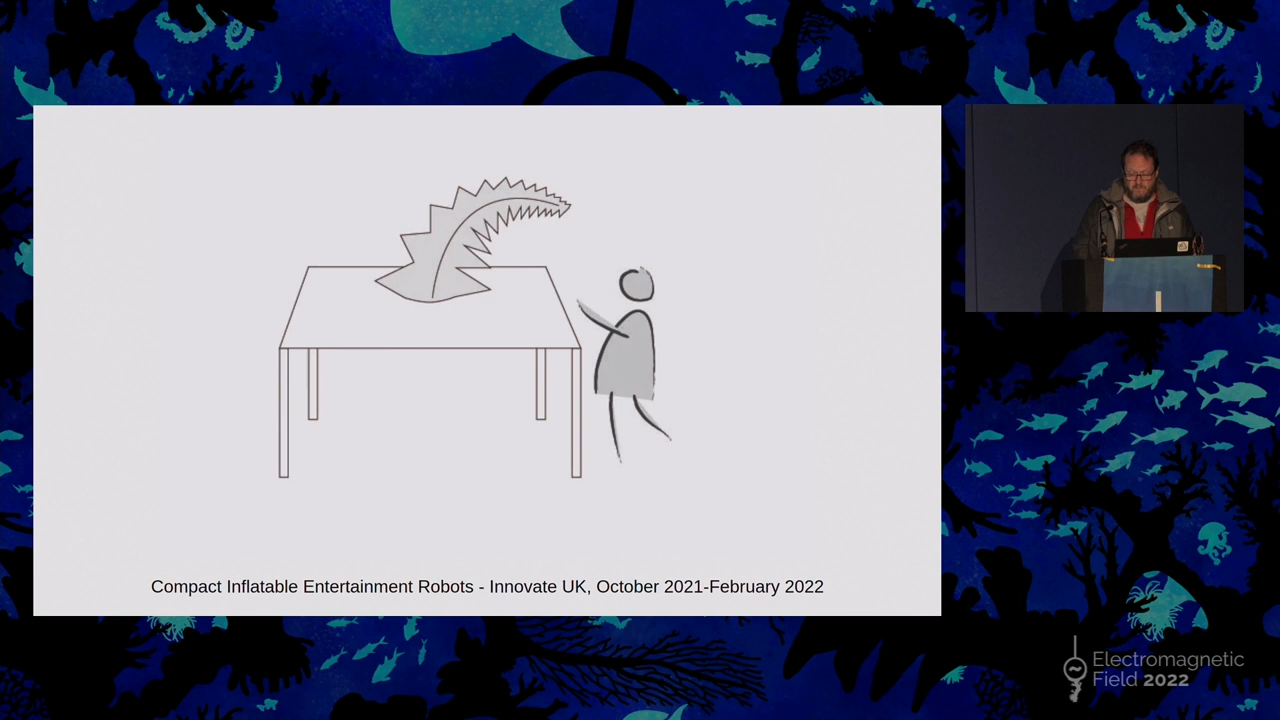 Compact Inflatable Entertainment Robots - Innovate UK, October 2021-February 2022
Electromagnetic
Field 2022